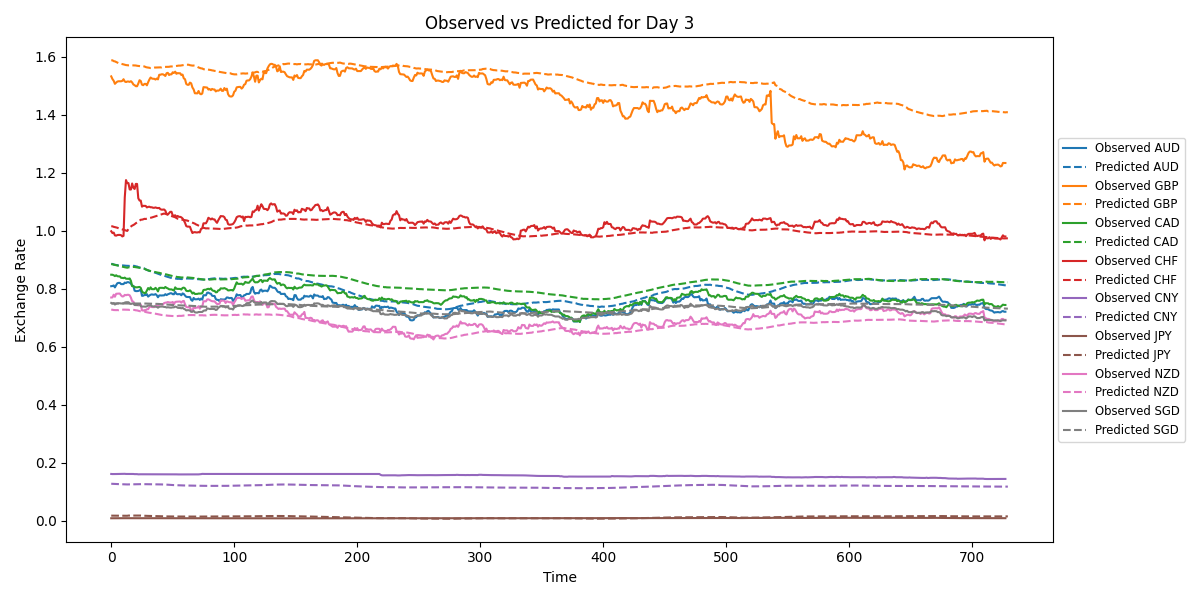 Observed vs Predicted for Day 3
Exchange Rate
1.6
1.4
1.2
1.0
0.8
0.6
0.4
0.2
0.0
0 100 200 300 400 500 600 700
Time
Observed AUD
Predicted AUD
Observed GBP
Predicted GBP
Observed CAD
Predicted CAD
Observed CHF
Predicted CHF
Observed CNY
Predicted CNY
Observed JPY
Predicted JPY
Observed NZD
Predicted NZD
Observed SGD
Predicted SGD